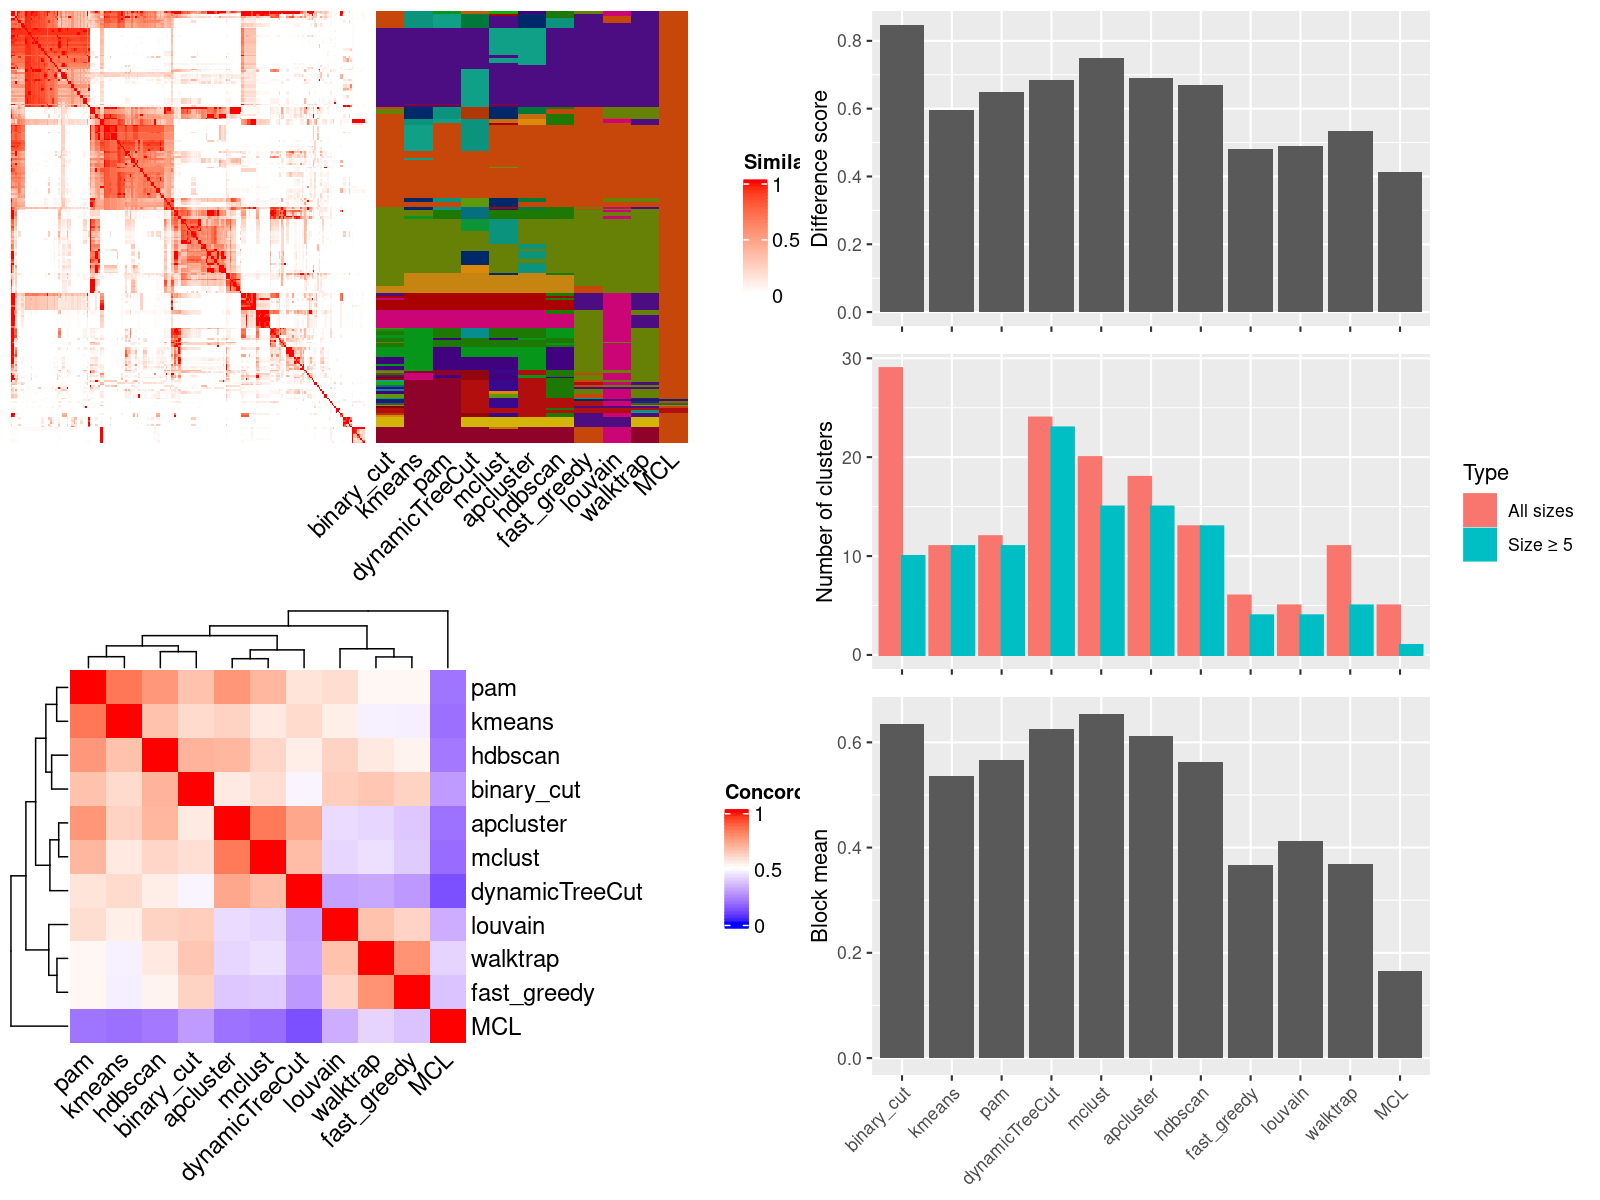 Simila
1
0.5
0
binary_cut
kmeans
pam
dynamicTreeCut
mclust
apcluster
hdbscan
fast_greedy
louvain
walktrap
MCL
Difference score
0.8
0.6
0.4
0.2
0.0
Number of clusters
30
20
10
0
Type
All sizes
Size ≥ 5
pam
kmeans
hdbscan
binary_cut
apcluster
mclust
dynamicTreeCut
louvain
walktrap
fast_greedy
MCL
pam
kmeans
hdbscan
binary_cut
apcluster
mclust
dynamicTreeCut
louvain
walktrap
fast_greedy
MCL
Concord
1
0.5
0
Block mean
0.6
0.4
0.2
0.0
binary_cut
kmeans
pam
dynamicTreeCut
mclust
apcluster
hdbscan
fast_greedy
louvain
walktrap
MCL